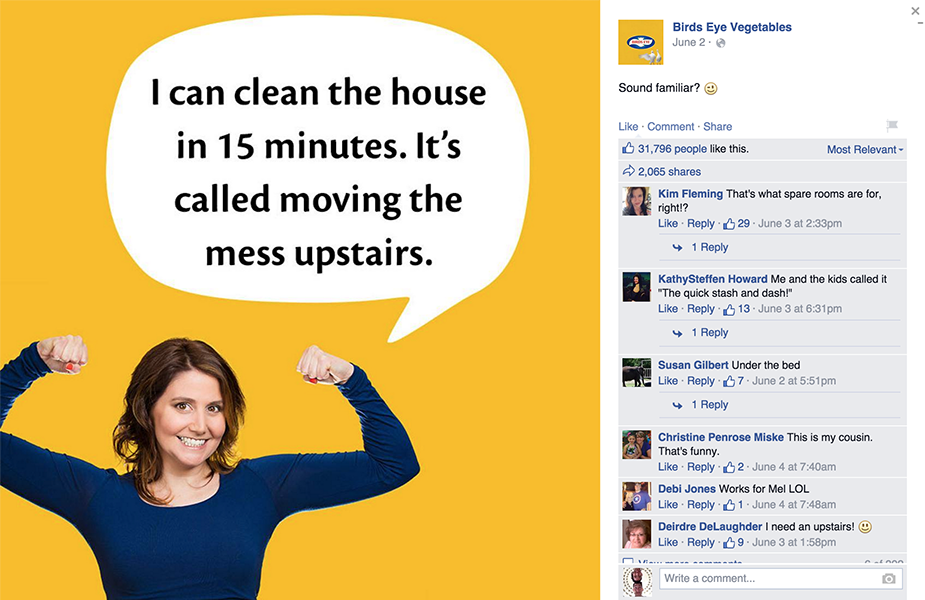 I can clean the house
in 15 minutes. It's
called moving the
mess upstairs.
BIRDS EYE
Birds Eye Vegetables
June 2 ·
Sound familiar?
Like · Comment · Share
31,796 people like this.
Most Relevant
2,065 shares
Kim Fleming That's what spare rooms are for,
right!?
Like · Reply · 29 · June 3 at 2:33pm
1 Reply
KathySteffen Howard Me and the kids called it
"The quick stash and dash!"
Like · Reply · 13 · June 3 at 6:31pm
1 Reply
Susan Gilbert Under the bed
Like · Reply · 7 · June 2 at 5:51pm
1 Reply
Christine Penrose Miske This is my cousin.
That's funny.
Like · Reply · 2 · June 4 at 7:40am
Debi Jones Works for Mel LOL
Like · Reply · 1 · June 4 at 7:48am
Deirdre DeLaughder I need an upstairs!
Like · Reply · 9 · June 3 at 1:58pm
View more comments
Write a comment...